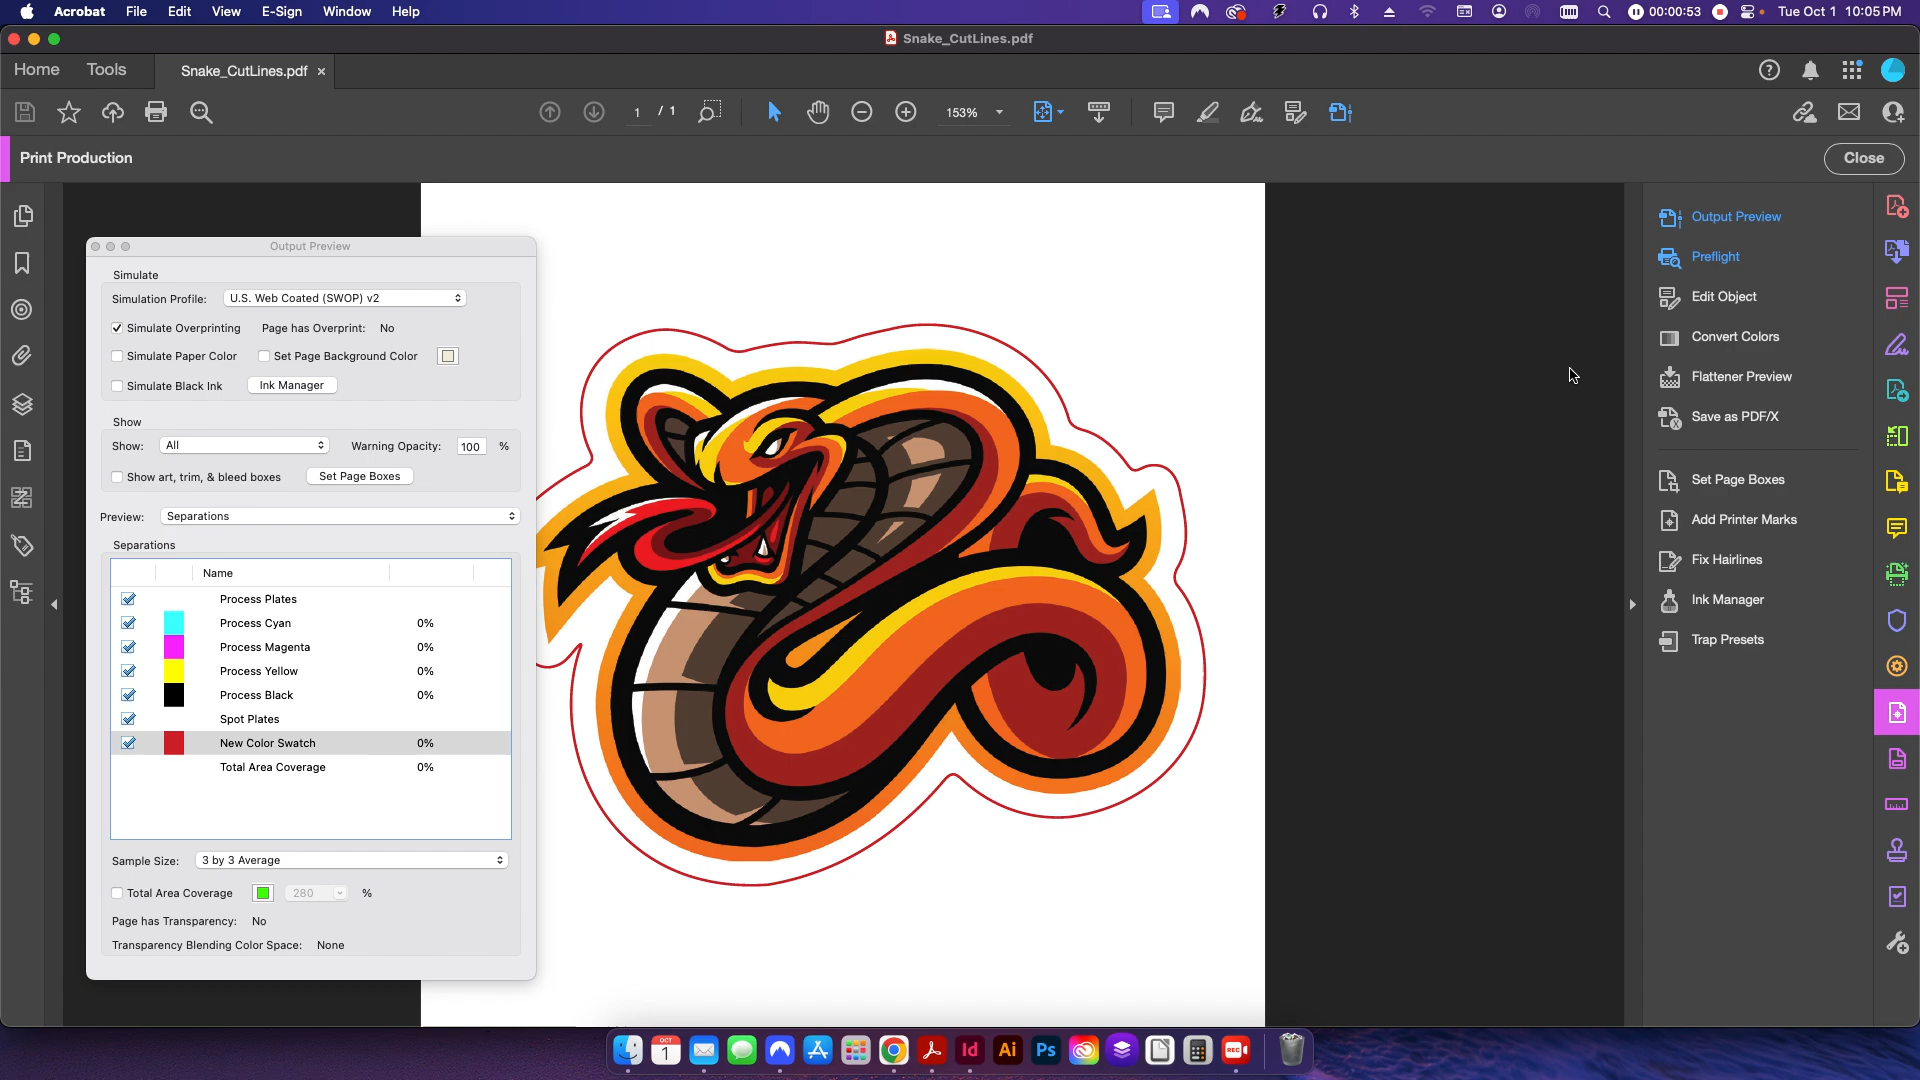 Acrobat File Edit View E-Sign Window Help 00:00:53 Tue Oct 1 10:05 PM
Snake_CutLines.pdf
Home Tools Snake_CutLines.pdf ×
1 / 1 153%
Print Production Close
Output Preview
Simulate
Simulation Profile: U.S. Web Coated (SWOP) v2
Simulate Overprinting Page has Overprint: No
Simulate Paper Color Set Page Background Color
Simulate Black Ink Ink Manager
Show
Show: All Warning Opacity: 100 %
Show art, trim, & bleed boxes Set Page Boxes
Preview: Separations
Separations
Name
Process Plates
Process Cyan 0%
Process Magenta 0%
Process Yellow 0%
Process Black 0%
Spot Plates
New Color Swatch 0%
Total Area Coverage 0%
Sample Size: 3 by 3 Average
Total Area Coverage 280 %
Page has Transparency: No
Transparency Blending Color Space: None
Output Preview
Preflight
Edit Object
Convert Colors
Flattener Preview
Save as PDF/X
Set Page Boxes
Add Printer Marks
Fix Hairlines
Ink Manager
Trap Presets
OCT
1
Id Ai Ps REC